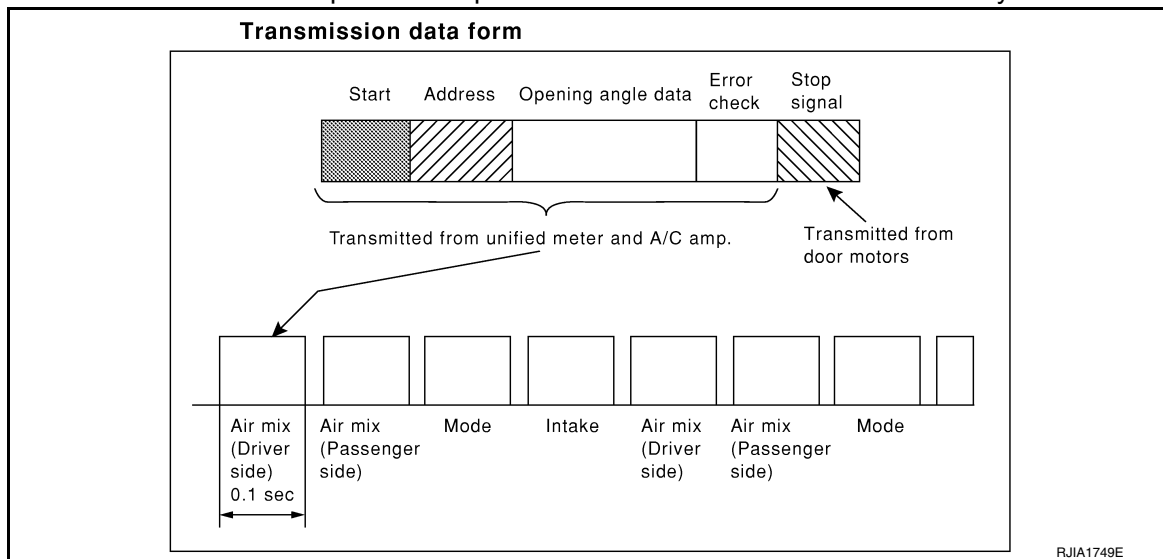 Transmission data form
Start
Address
Opening angle data
Error
check
Stop
signal
Transmitted from unified meter and A/C amp.
Transmitted from
door motors
Air mix
(Driver
side)
0.1 sec
Air mix
(Passenger
side)
Mode
Intake
Air mix
(Driver
side)
Air mix
(Passenger
side)
Mode
RJIA1749E